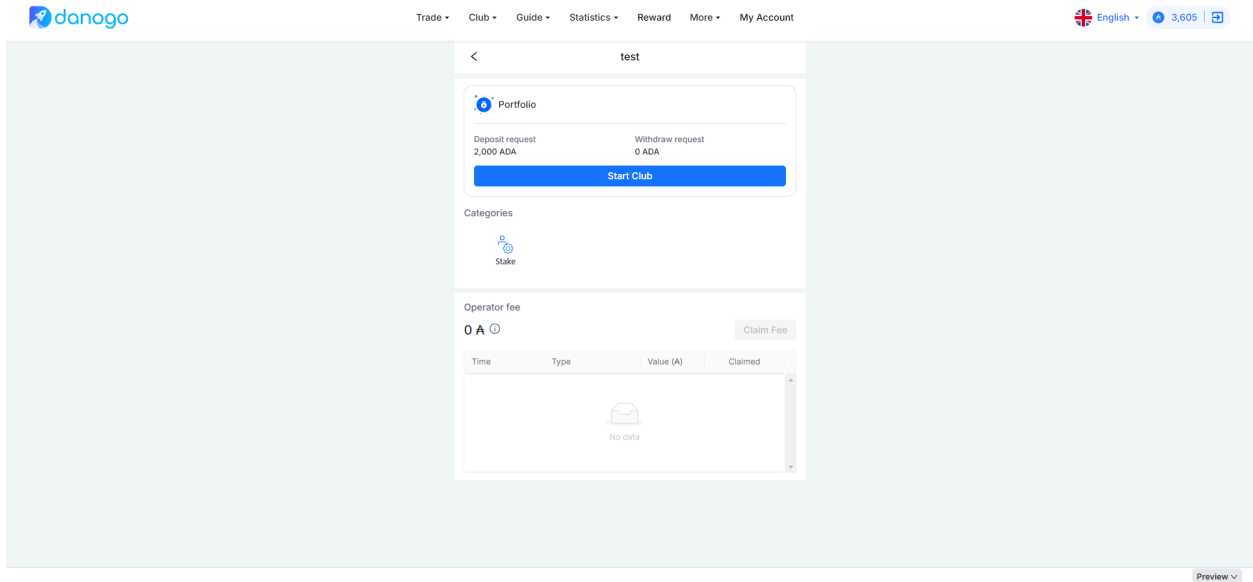 danogo Trade Club Guide Statistics Reward More My Account English 3,605
test
Portfolio
Deposit request Withdraw request
2,000 ADA 0 ADA
Start Club
Categories
Stake
Operator fee
0 ₳ Claim Fee
Time Type Value (₳) Claimed
No data
Preview